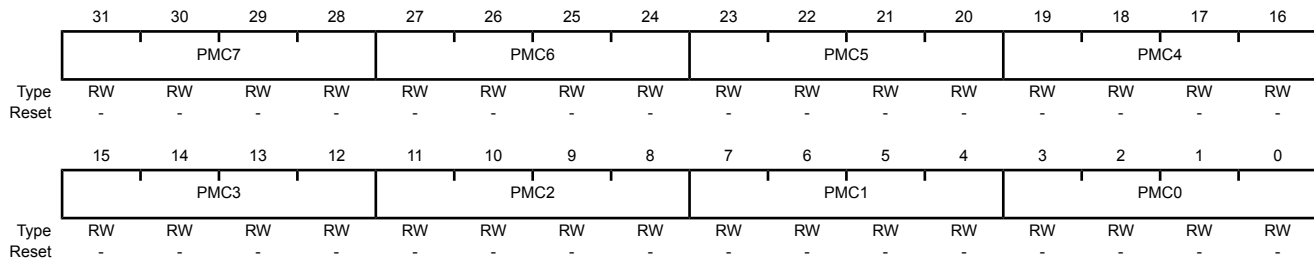 31 30 29 28 27 26 25 24 23 22 21 20 19 18 17 16
PMC7 PMC6 PMC5 PMC4
Type RW RW RW RW RW RW RW RW RW RW RW RW RW RW RW RW
Reset - - - - - - - - - - - - - - - -
15 14 13 12 11 10 9 8 7 6 5 4 3 2 1 0
PMC3 PMC2 PMC1 PMC0
Type RW RW RW RW RW RW RW RW RW RW RW RW RW RW RW RW
Reset - - - - - - - - - - - - - - - -